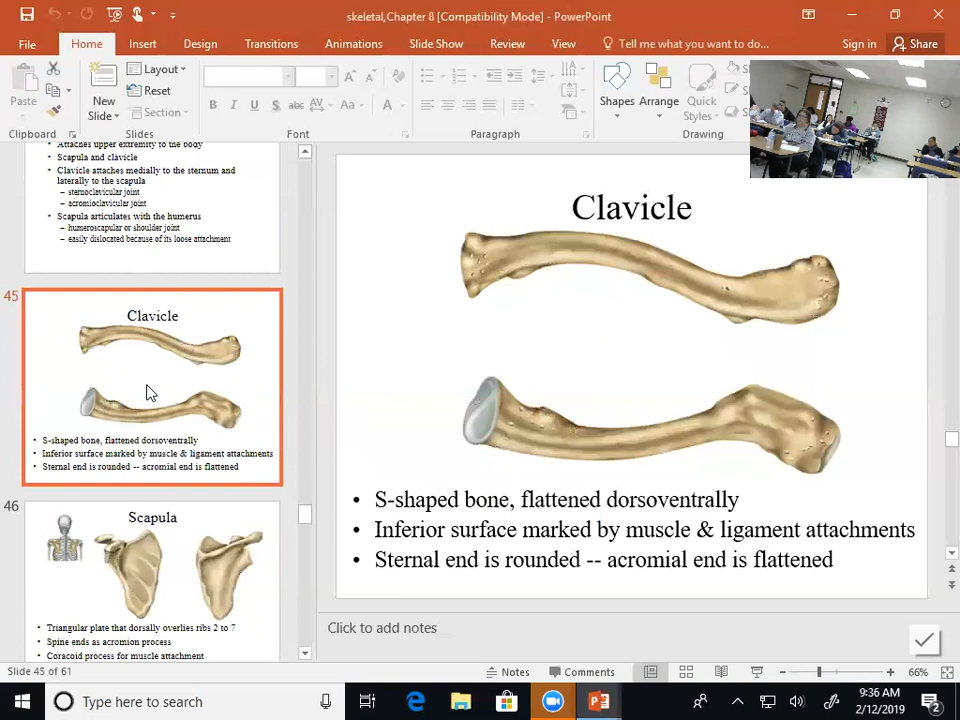 skeletal,Chapter 8 [Compatibility Mode] - PowerPoint
File Home Insert Design Transitions Animations Slide Show Review View Tell me what you want to do... Sign in Share
Paste
New
Slide
Layout
Reset
Section
B I U S abc AV Aa A
Shapes Arrange Quick
Styles
Clipboard Slides Font Paragraph Drawing
Attaches upper extremity to the body
• Scapula and clavicle
• Clavicle attaches medially to the sternum and
laterally to the scapula
– sternoclavicular joint
– acromioclavicular joint
• Scapula articulates with the humerus
– humeroscapular or shoulder joint
– easily dislocated because of its loose attachment
45
Clavicle
• S-shaped bone, flattened dorsoventrally
• Inferior surface marked by muscle & ligament attachments
• Sternal end is rounded -- acromial end is flattened
46
Scapula
• Triangular plate that dorsally overlies ribs 2 to 7
• Spine ends as acromion process
• Coracoid process for muscle attachment
Clavicle
• S-shaped bone, flattened dorsoventrally
• Inferior surface marked by muscle & ligament attachments
• Sternal end is rounded -- acromial end is flattened
Click to add notes
Slide 45 of 61 Notes Comments 66%
Type here to search
9:36 AM
2/12/2019
2